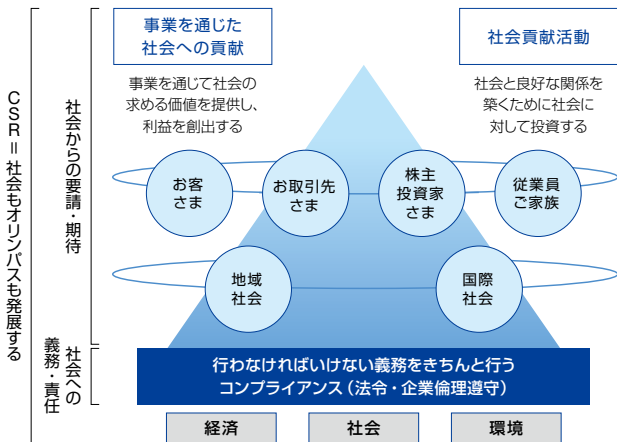 CSR＝社会もオリンパスも発展する
社会からの要請・期待
社会への
義務・責任
事業を通じた
社会への貢献
事業を通じて社会の
求める価値を提供し、
利益を創出する
社会貢献活動
社会と良好な関係を
築くために社会に
対して投資する
お客
さま
お取引先
さま
株主
投資家
さま
従業員
ご家族
地域
社会
国際
社会
行わなければいけない義務をきちんと行う
コンプライアンス（法令・企業倫理遵守）
経済
社会
環境